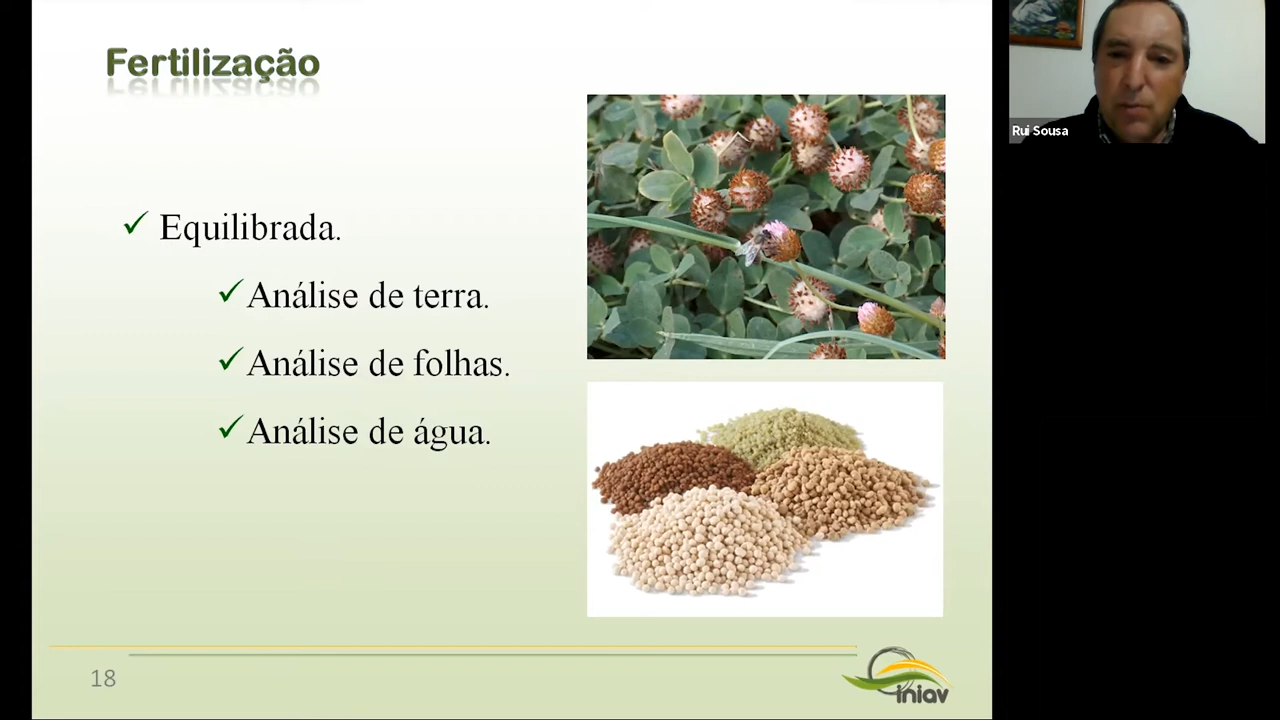 Fertilização
Rui Sousa
✓ Equilibrada.
✓ Análise de terra.
✓ Análise de folhas.
✓ Análise de água.
18
iniav